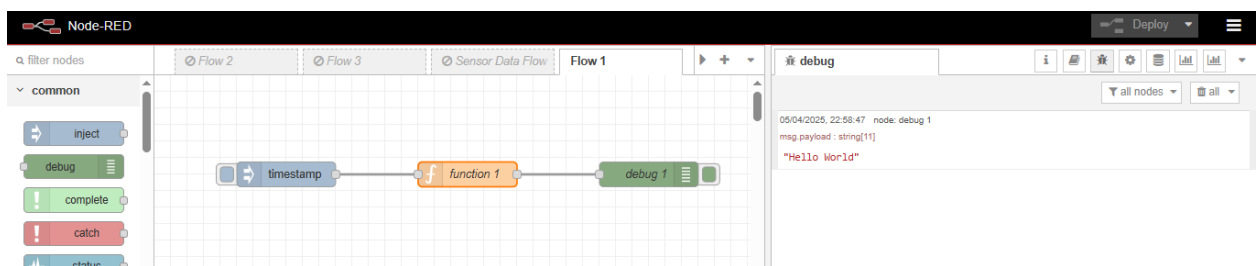 Node-RED
Deploy
filter nodes
Flow 2
Flow 3
Sensor Data Flow
Flow 1
debug
i
common
all nodes
all
05/04/2025, 22:58:47 node: debug 1
msg.payload : string[11]
"Hello World"
inject
debug
timestamp
f function 1
debug 1
complete
catch
status